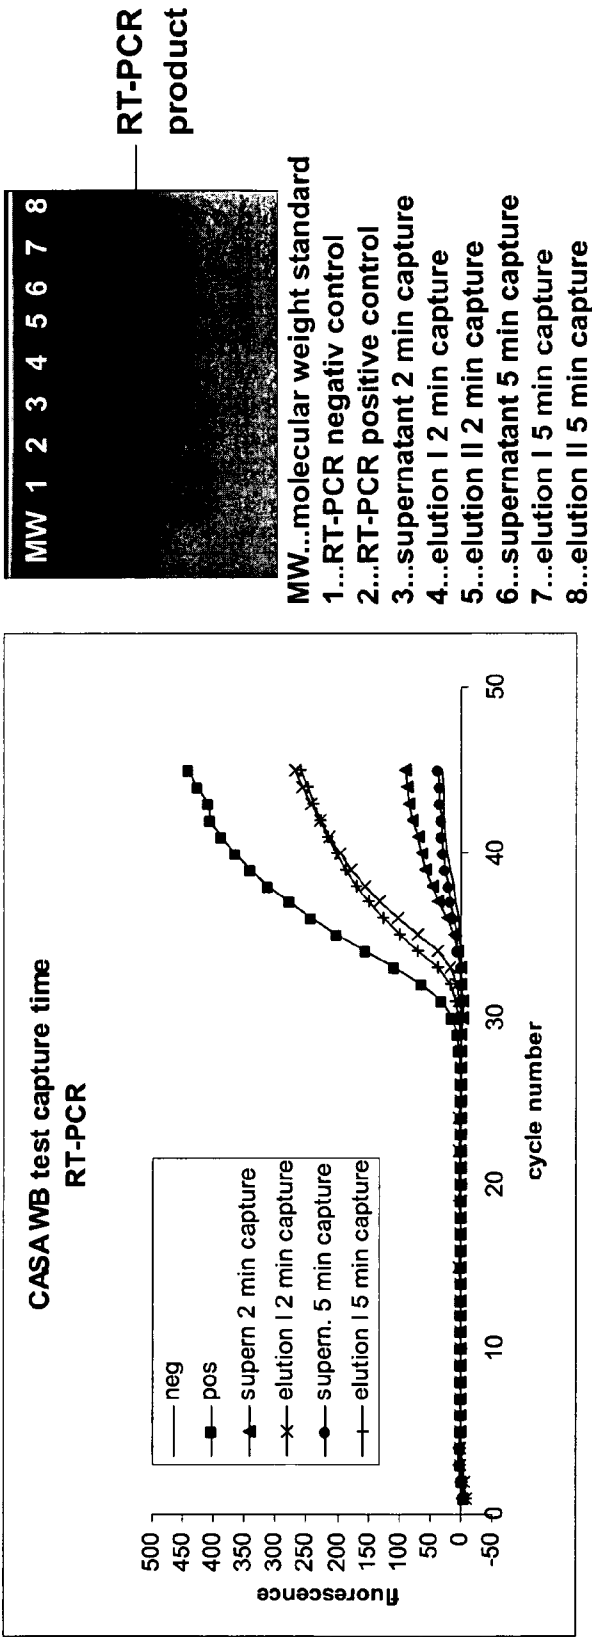 CASA WB test capture time
RT-PCR
neg
pos
supern 2 min capture
elution I 2 min capture
supern. 5 min capture
elution I 5 min capture
fluorescence
500
450
400
350
300
250
200
150
100
50
0
-50
0
10
20
30
40
50
cycle number
MW 1 2 3 4 5 6 7 8
RT-PCR
product
MW...molecular weight standard
1...RT-PCR negativ control
2...RT-PCR positive control
3...supernatant 2 min capture
4...elution I 2 min capture
5...elution II 2 min capture
6...supernatant 5 min capture
7...elution I 5 min capture
8...elution II 5 min capture